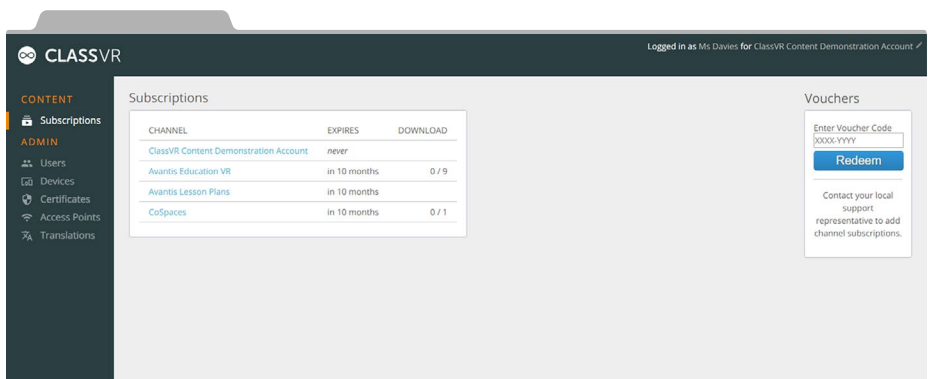 CLASSVR
Logged in as Ms Davies for ClassVR Content Demonstration Account
CONTENT
Subscriptions
ADMIN
Users
Devices
Certificates
Access Points
Translations
Subscriptions
CHANNEL EXPIRES DOWNLOAD
ClassVR Content Demonstration Account never
Avantis Education VR in 10 months 0 / 9
Avantis Lesson Plans in 10 months
CoSpaces in 10 months 0 / 1
Vouchers
Enter Voucher Code
XXXX-YYYY
Redeem
Contact your local
support
representative to add
channel subscriptions.